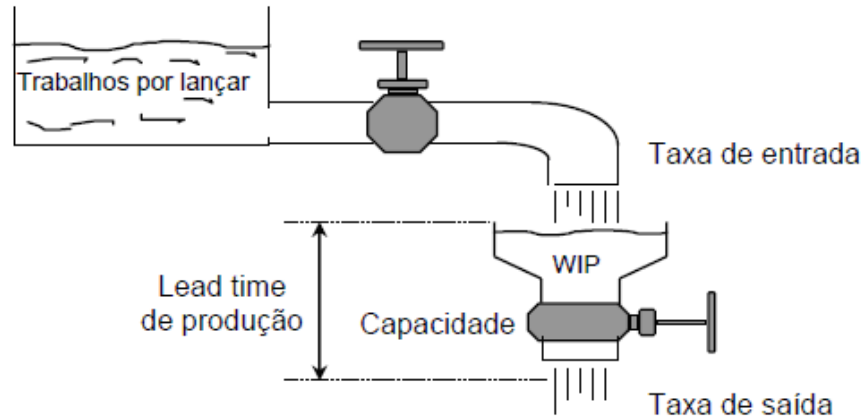 Trabalhos por lançar
Taxa de entrada
WIP
Lead time
de produção
Capacidade
Taxa de saída